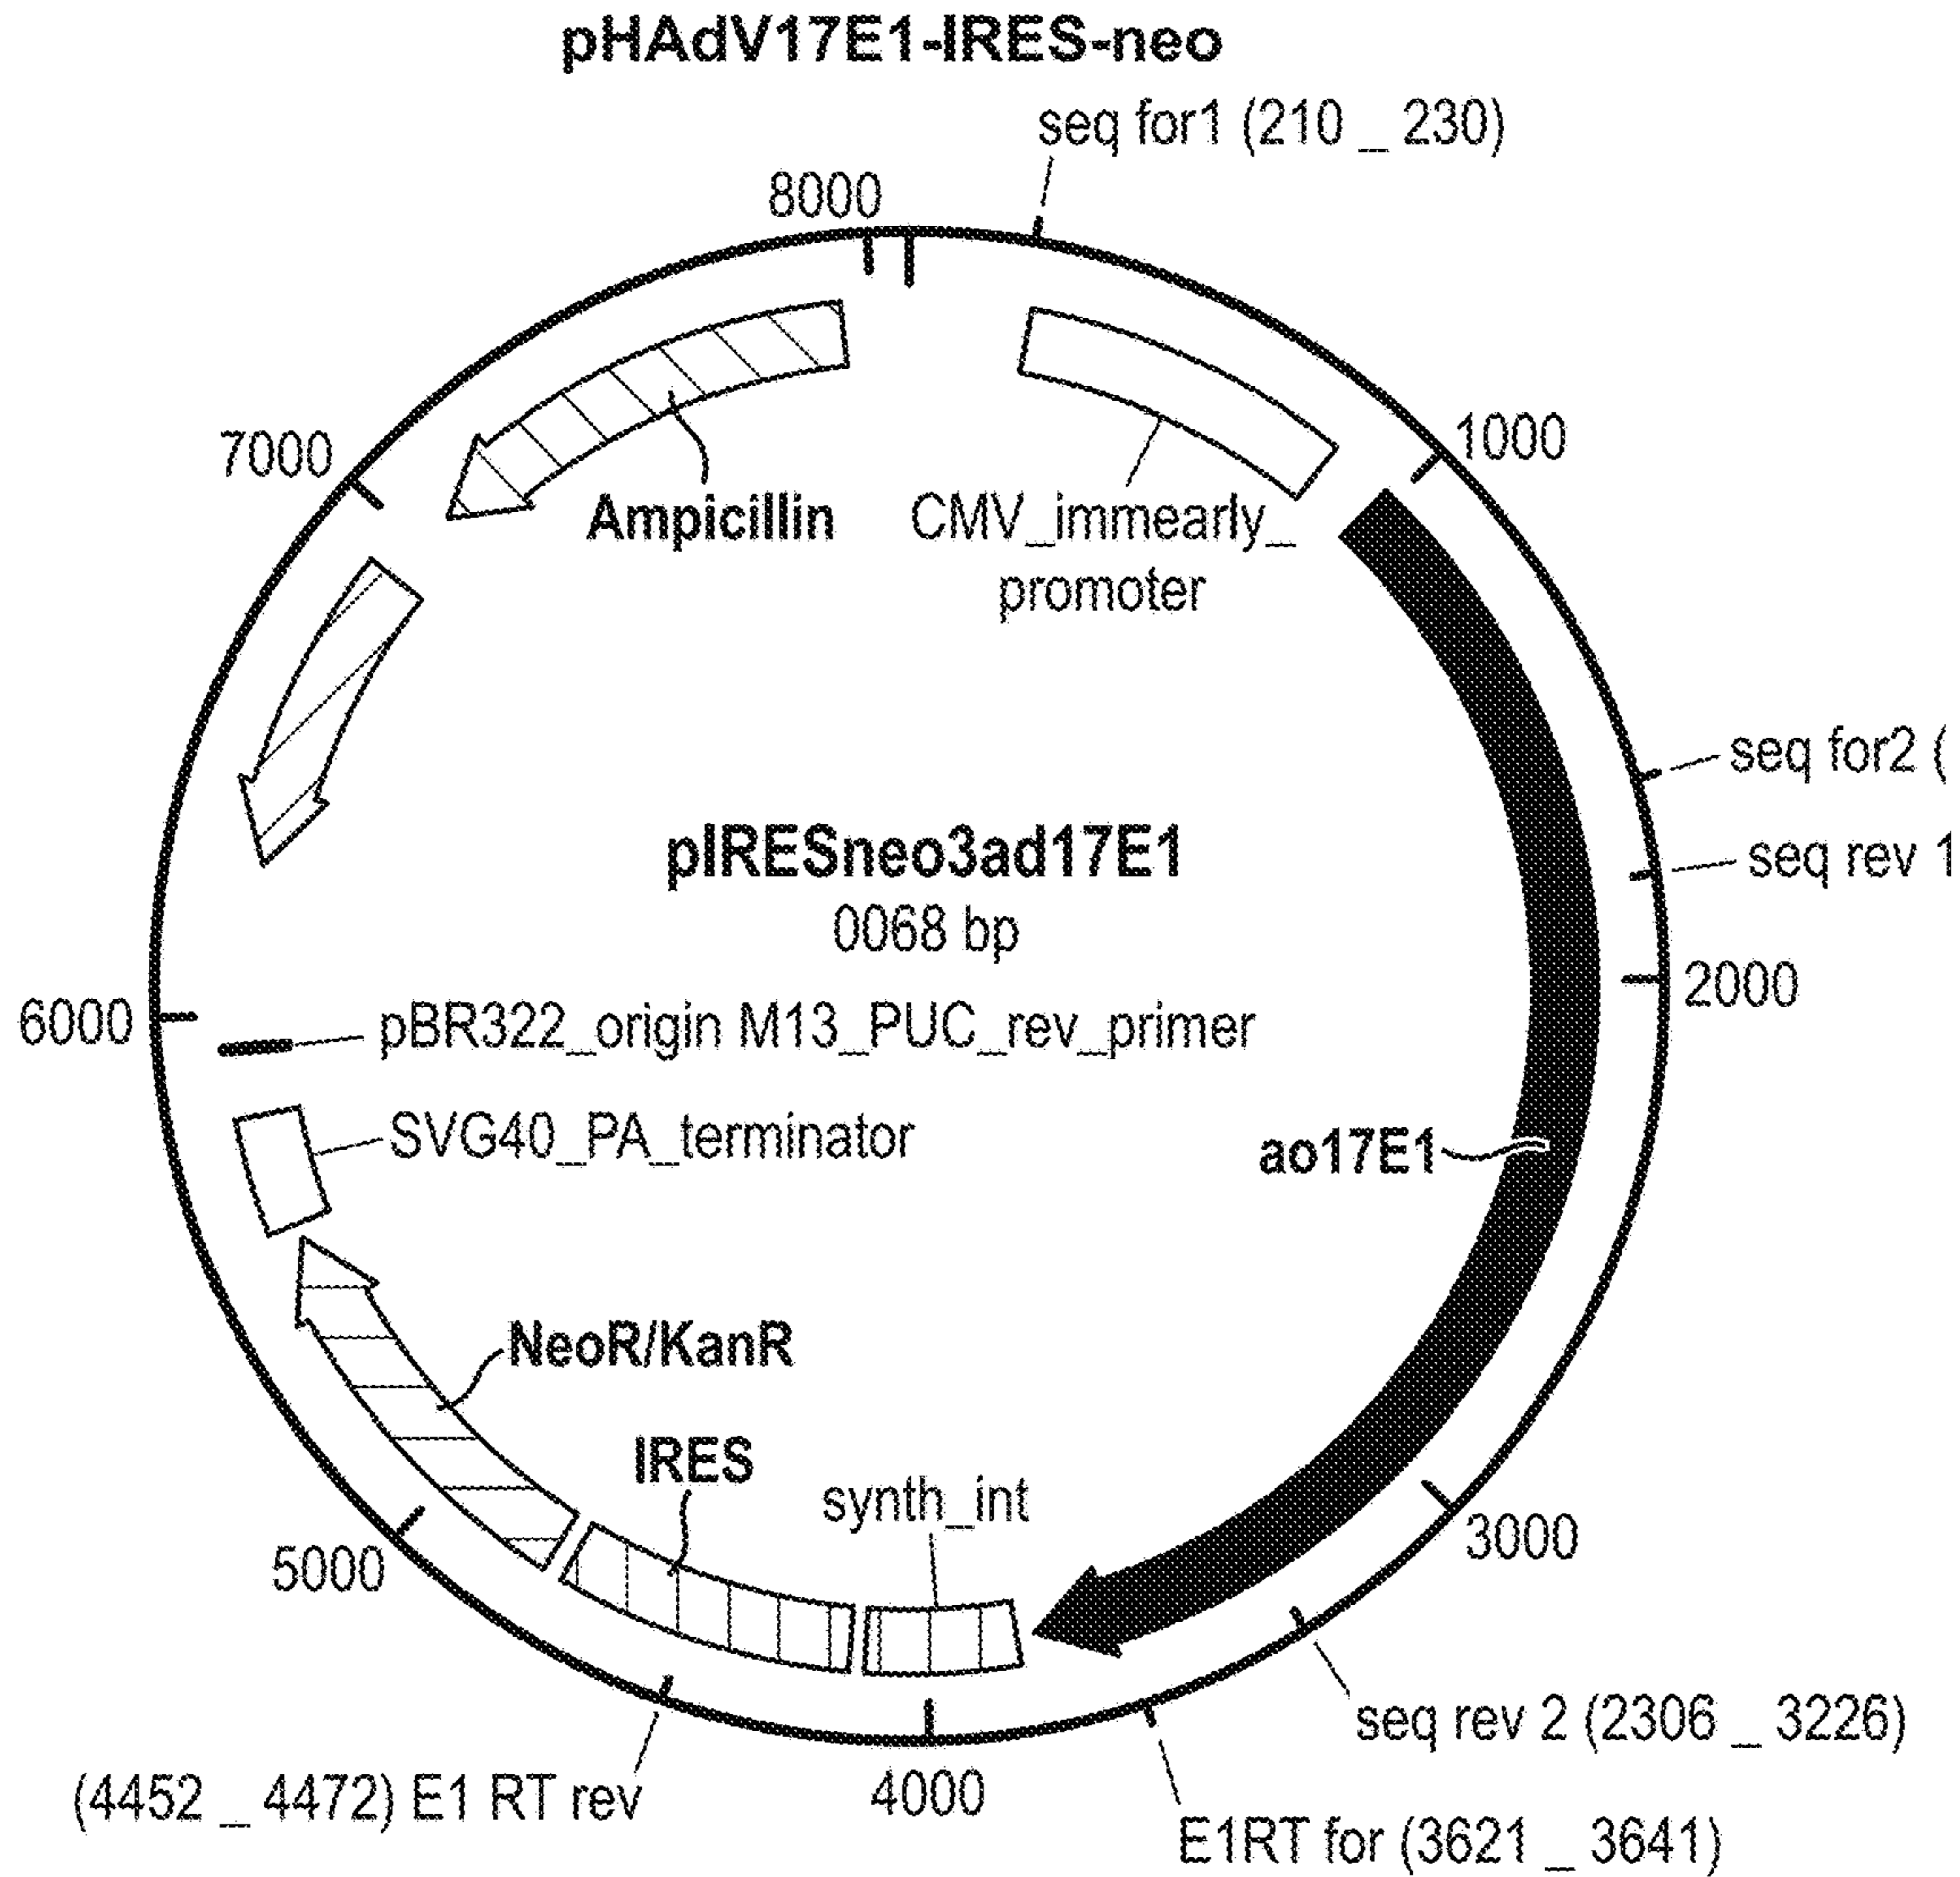 pHAdV17E1-IRES-neo
seq for1 (210 _ 230)
8000
1000
7000
Ampicillin
CMV_immearly_
promoter
seq for2 (
pIRESneo3ad17E1
seq rev 1
0068 bp
2000
6000
pBR322_origin M13_PUC_rev_primer
SVG40_PA_terminator
ao17E1
NeoR/KanR
IRES
synth_int
3000
5000
seq rev 2 (2306 _ 3226)
(4452 _ 4472) E1 RT rev
4000
E1RT for (3621 _ 3641)